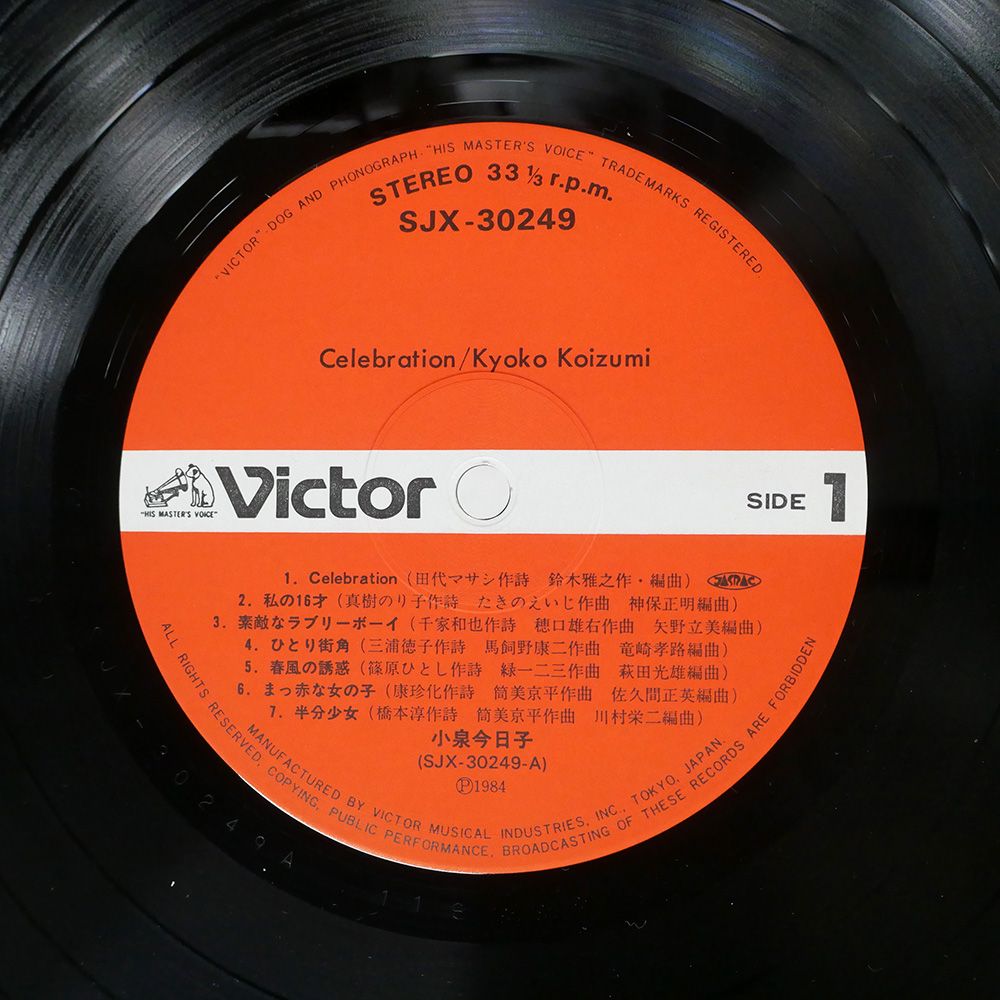 "VICTOR"-DOG AND PHONOGRAPH-"HIS MASTER'S VOICE" TRADEMARKS REGISTERED.
STEREO 33 ⅓ r.p.m.
SJX-30249
Celebration/Kyoko Koizumi
"HIS MASTER'S VOICE"
Victor
SIDE 1
1. Celebration (田代マサシ作詩 鈴木雅之作・編曲) JASRAC
2. 私の16才 (真樹のり子作詩 たきのえいじ作曲 神保正明編曲)
3. 素敵なラブリーボーイ (千家和也作詩 穂口雄右作曲 矢野立美編曲)
4. ひとり街角 (三浦徳子作詩 馬飼野康二作曲 竜崎孝路編曲)
5. 春風の誘惑 (篠原ひとし作詩 緑一二三作曲 萩田光雄編曲)
6. まっ赤な女の子 (康珍化作詩 筒美京平作曲 佐久間正英編曲)
7. 半分少女 (橋本淳作詩 筒美京平作曲 川村栄二編曲)
小泉今日子
(SJX-30249-A)
Ⓟ1984
MANUFACTURED BY VICTOR MUSICAL INDUSTRIES, INC., TOKYO, JAPAN.
ALL RIGHTS RESERVED. COPYING, PUBLIC PERFORMANCE, BROADCASTING OF THESE RECORDS ARE FORBIDDEN